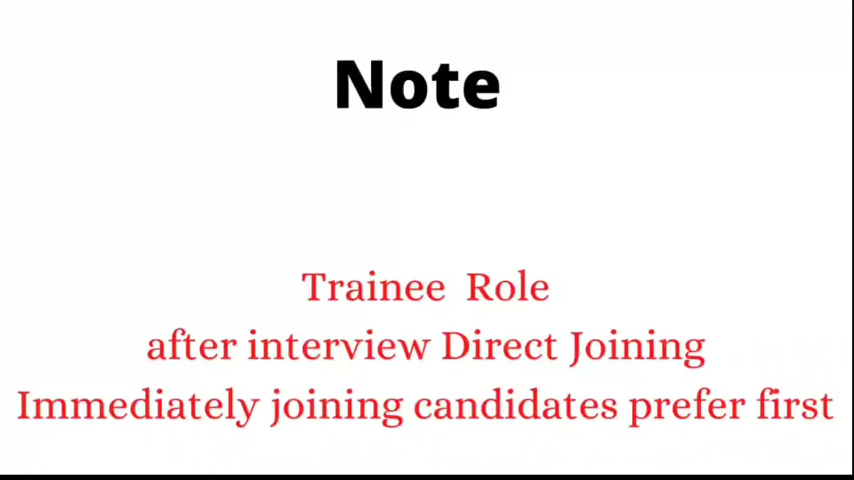 Note
Trainee Role
after interview Direct Joining
Immediately joining candidates prefer first